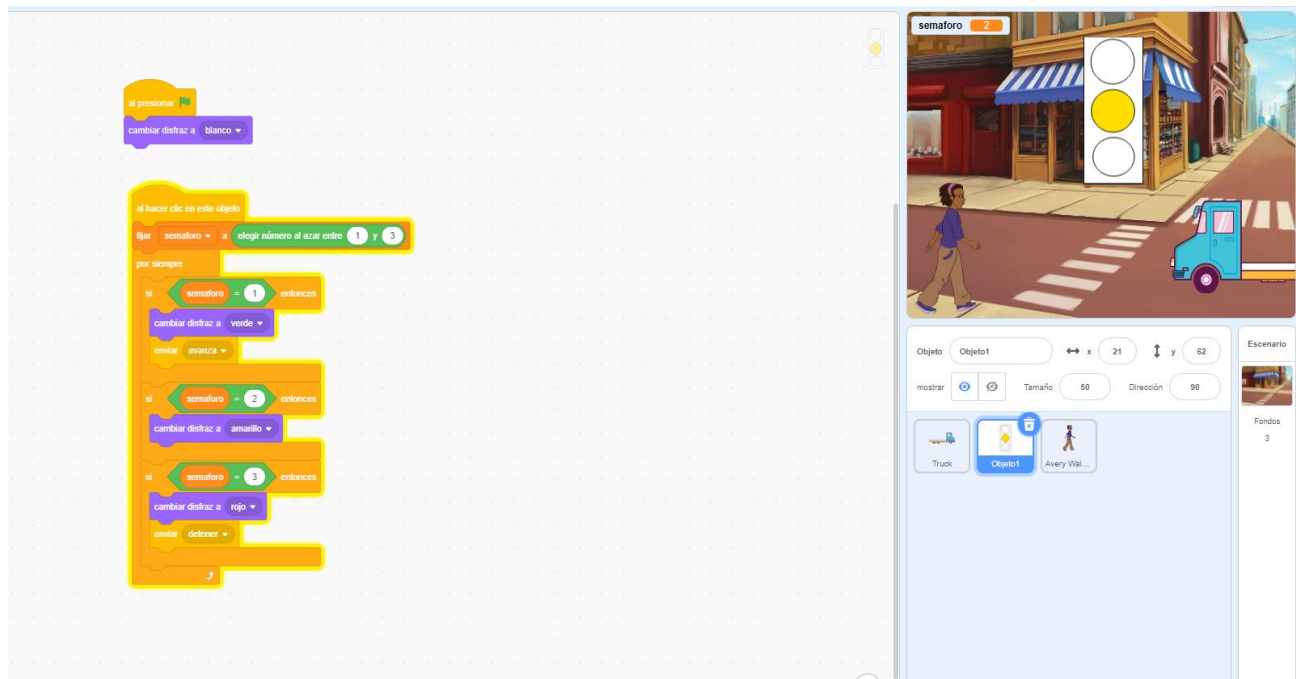 al presionar
cambiar disfraz a blanco
al hacer clic en este objeto
fijar semaforo a elegir número al azar entre 1 y 3
por siempre
si semaforo = 1 entonces
cambiar disfraz a verde
enviar avanza
si semaforo = 2 entonces
cambiar disfraz a amarillo
si semaforo = 3 entonces
cambiar disfraz a rojo
enviar detener
semaforo 2
Objeto Objeto1 x 21 y 62
mostrar Tamaño 50 Dirección 90
Truck
Objeto1
Avery Wal...
Escenario
Fondos
3